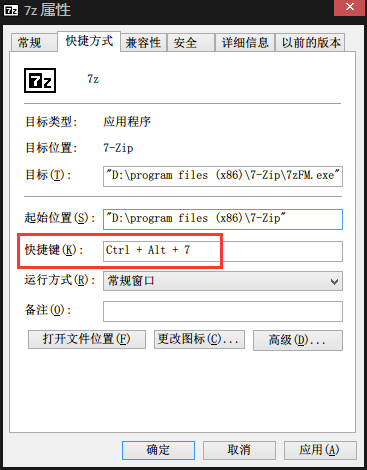 7z 属性
常规 快捷方式 兼容性 安全 详细信息 以前的版本
7z 7z
目标类型: 应用程序
目标位置: 7-Zip
目标(T): "D:\program files (x86)\7-Zip\7zFM.exe"
起始位置(S): "D:\program files (x86)\7-Zip"
快捷键(K): Ctrl + Alt + 7
运行方式(R): 常规窗口
备注(O):
打开文件位置(F) 更改图标(C)... 高级(D)...
确定 取消 应用(A)